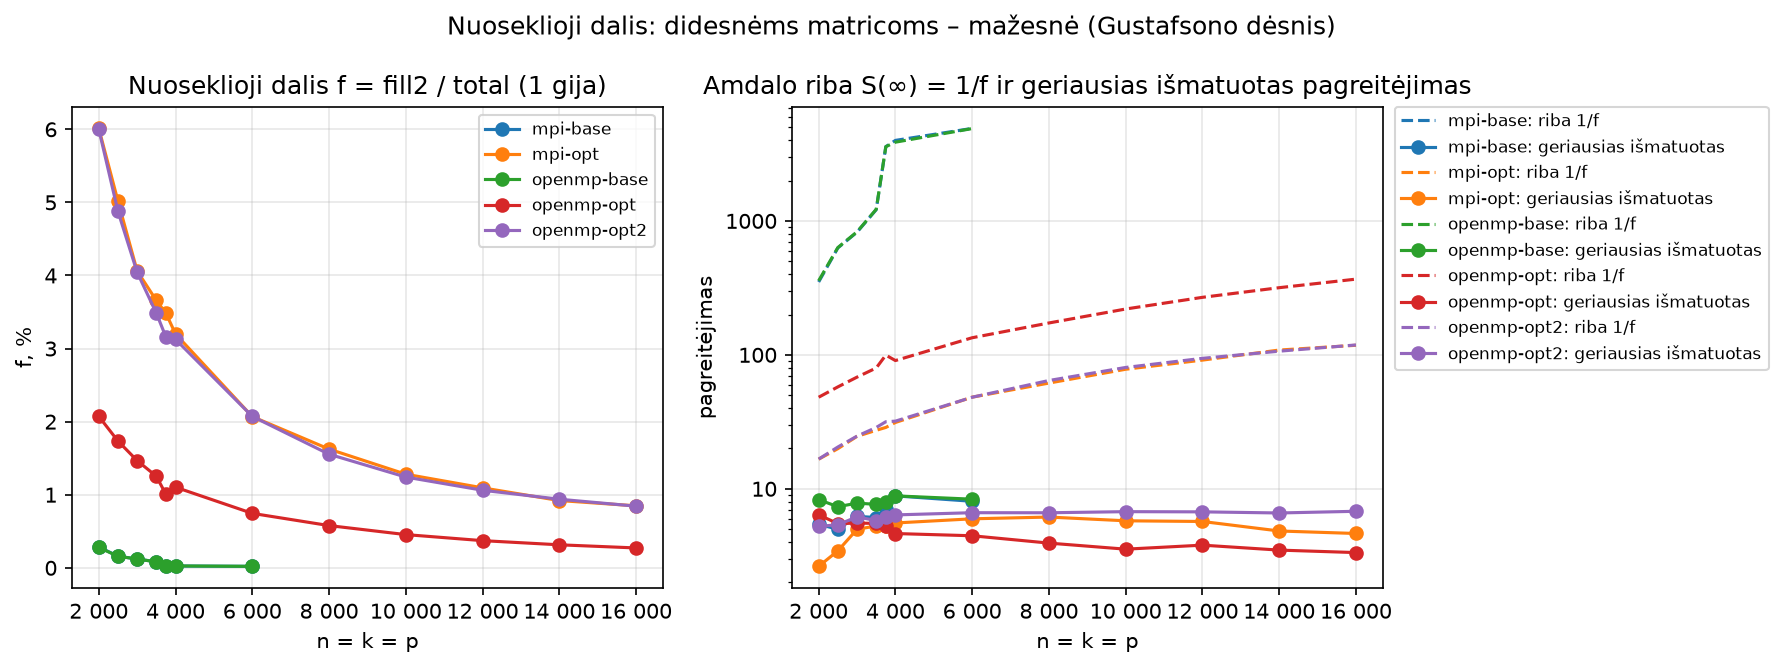 Nuoseklioji dalis: didesnėms matricoms – mažesnė (Gustafsono dėsnis)
Nuoseklioji dalis f = fill2 / total (1 gija)
f, %
6
5
4
3
2
1
0
mpi-base
mpi-opt
openmp-base
openmp-opt
openmp-opt2
2 000 4 000 6 000 8 000 10 000 12 000 14 000 16 000
n = k = p
Amdalo riba S(∞) = 1/f ir geriausias išmatuotas pagreitėjimas
pagreitėjimas
1000
100
10
2 000 4 000 6 000 8 000 10 000 12 000 14 000 16 000
n = k = p
mpi-base: riba 1/f
mpi-base: geriausias išmatuotas
mpi-opt: riba 1/f
mpi-opt: geriausias išmatuotas
openmp-base: riba 1/f
openmp-base: geriausias išmatuotas
openmp-opt: riba 1/f
openmp-opt: geriausias išmatuotas
openmp-opt2: riba 1/f
openmp-opt2: geriausias išmatuotas